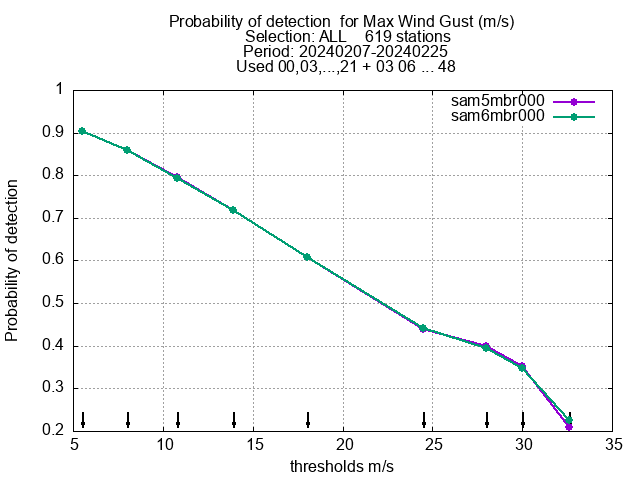 Probability of detection  for Max Wind Gust (m/s)
Selection: ALL    619 stations
Period: 20240207-20240225
Used 00,03,...,21 + 03 06 ... 48
sam5mbr000
sam6mbr000
1
0.9
0.8
0.7
0.6
0.5
0.4
0.3
0.2
Probability of detection
5 10 15 20 25 30 35
thresholds m/s